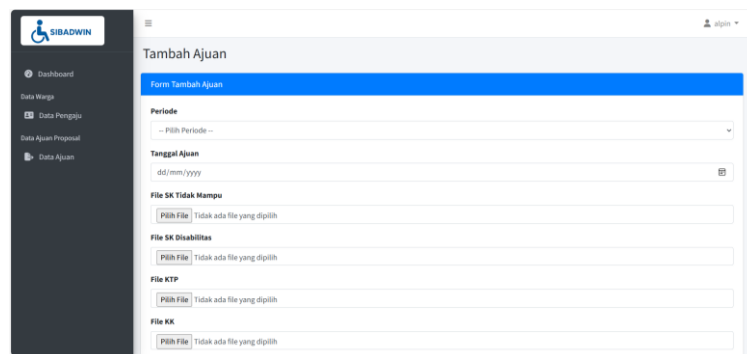 SIBADWIN
alpin
Tambah Ajuan
Dashboard
Data Warga
Data Pengaju
Data Ajuan Proposal
Data Ajuan
Form Tambah Ajuan
Periode
-- Pilih Periode --
Tanggal Ajuan
dd/mm/yyyy
File SK Tidak Mampu
Pilih File Tidak ada file yang dipilih
File SK Disabilitas
Pilih File Tidak ada file yang dipilih
File KTP
Pilih File Tidak ada file yang dipilih
File KK
Pilih File Tidak ada file yang dipilih